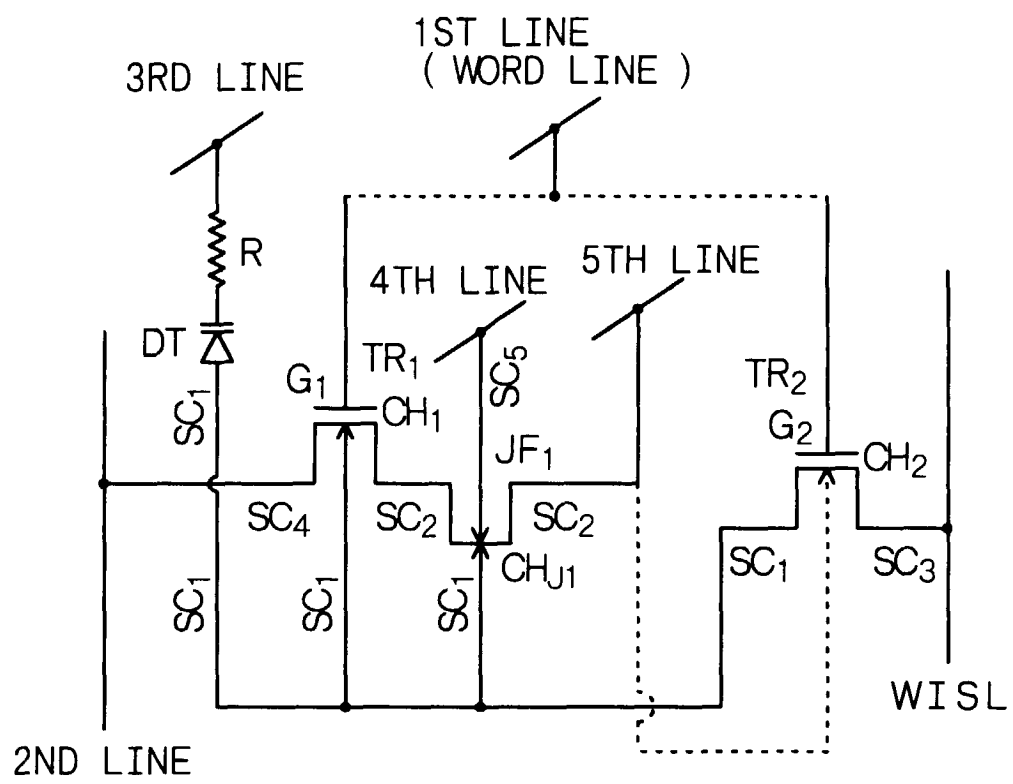 1ST LINE
( WORD LINE )
3RD LINE
R
4TH LINE
5TH LINE
DT
TR1
SC5
TR2
G1
CH1
SC1
G2
CH2
JF1
SC4
SC2
SC2
CHJ1
SC1
SC3
SC1
SC1
SC1
WISL
2ND LINE